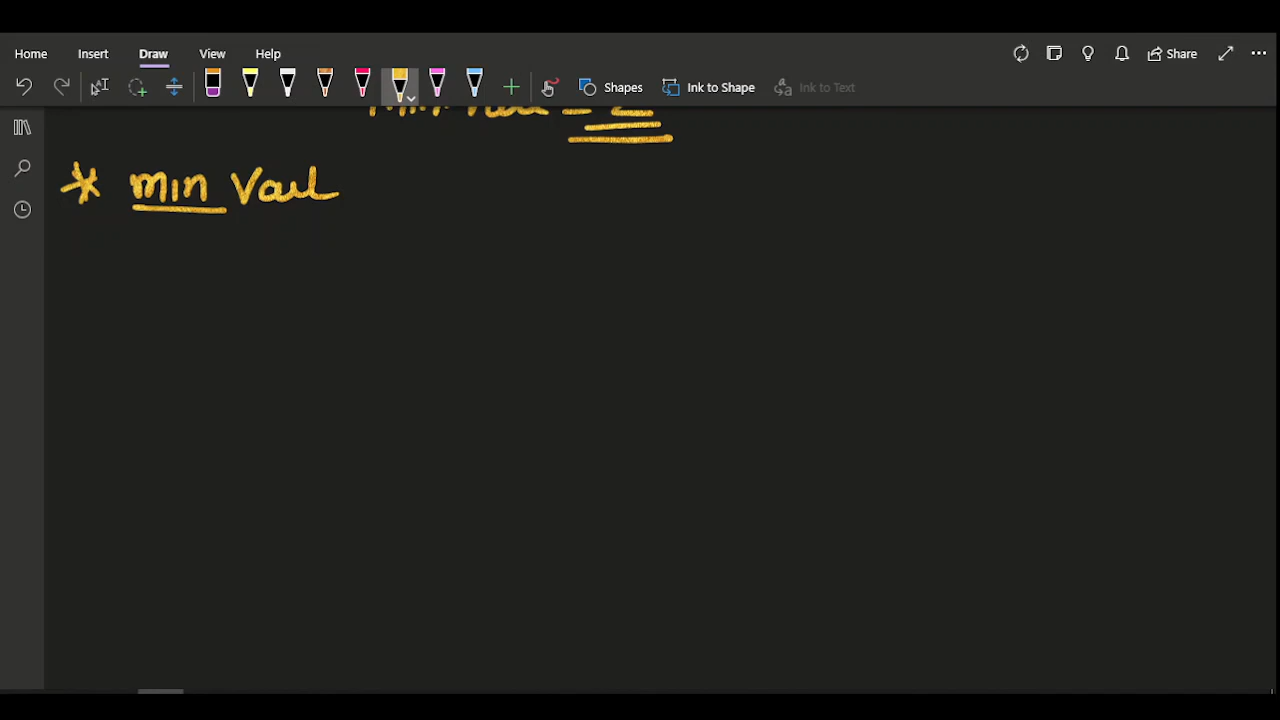 Home Insert Draw View Help Share
Shapes Ink to Shape Ink to Text
=
* min Val